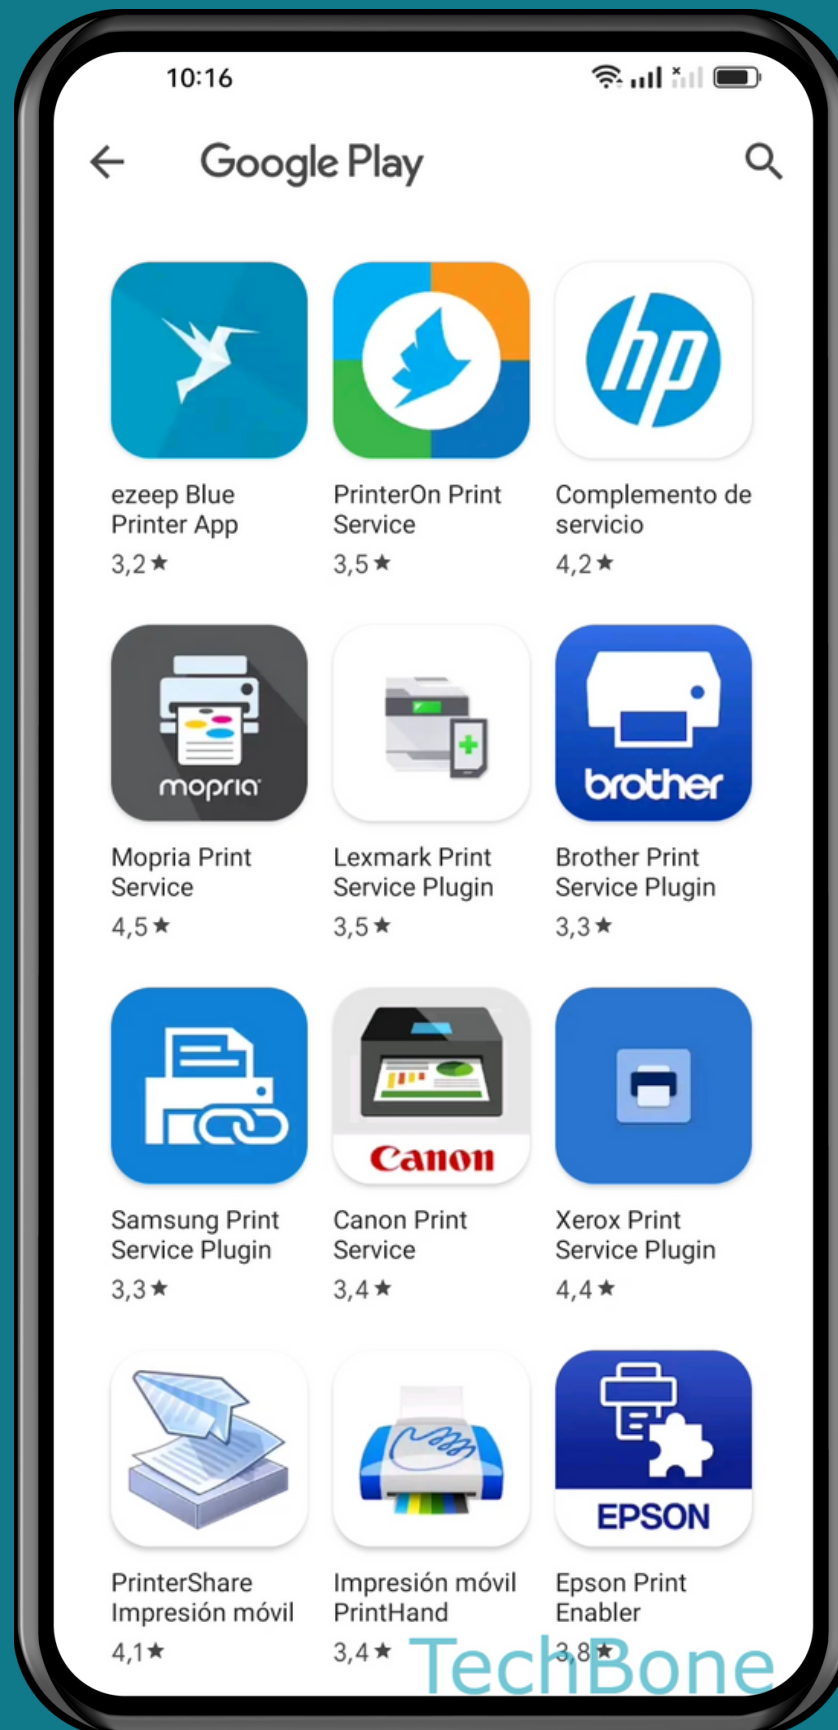 10:16
Google Play
hp
ezeep Blue
Printer App
3,2★
PrinterOn Print
Service
3,5★
Complemento de
servicio
4,2★
mopria
brother
Mopria Print
Service
4,5★
Lexmark Print
Service Plugin
3,5★
Brother Print
Service Plugin
3,3★
Canon
Samsung Print
Service Plugin
3,3★
Canon Print
Service
3,4★
Xerox Print
Service Plugin
4,4★
EPSON
PrinterShare
Impresión móvil
4,1★
Impresión móvil
PrintHand
3,4★
Epson Print
Enabler
3,8★
TechBone